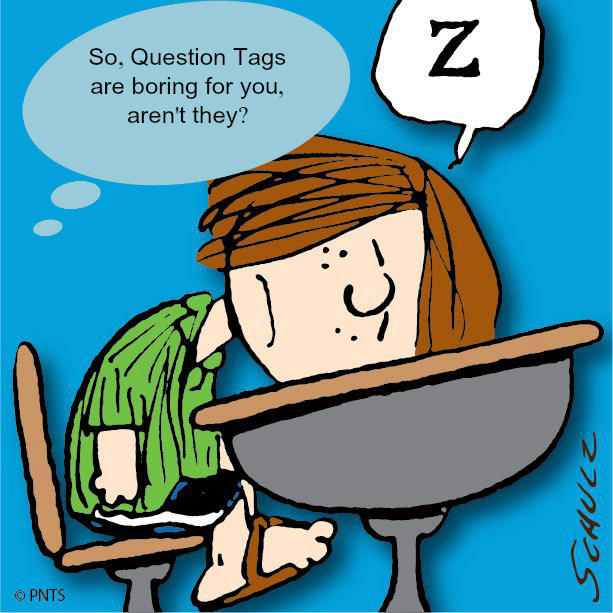 So, Question Tags
are boring for you,
aren't they?
Z
SCHULZ
© PNTS